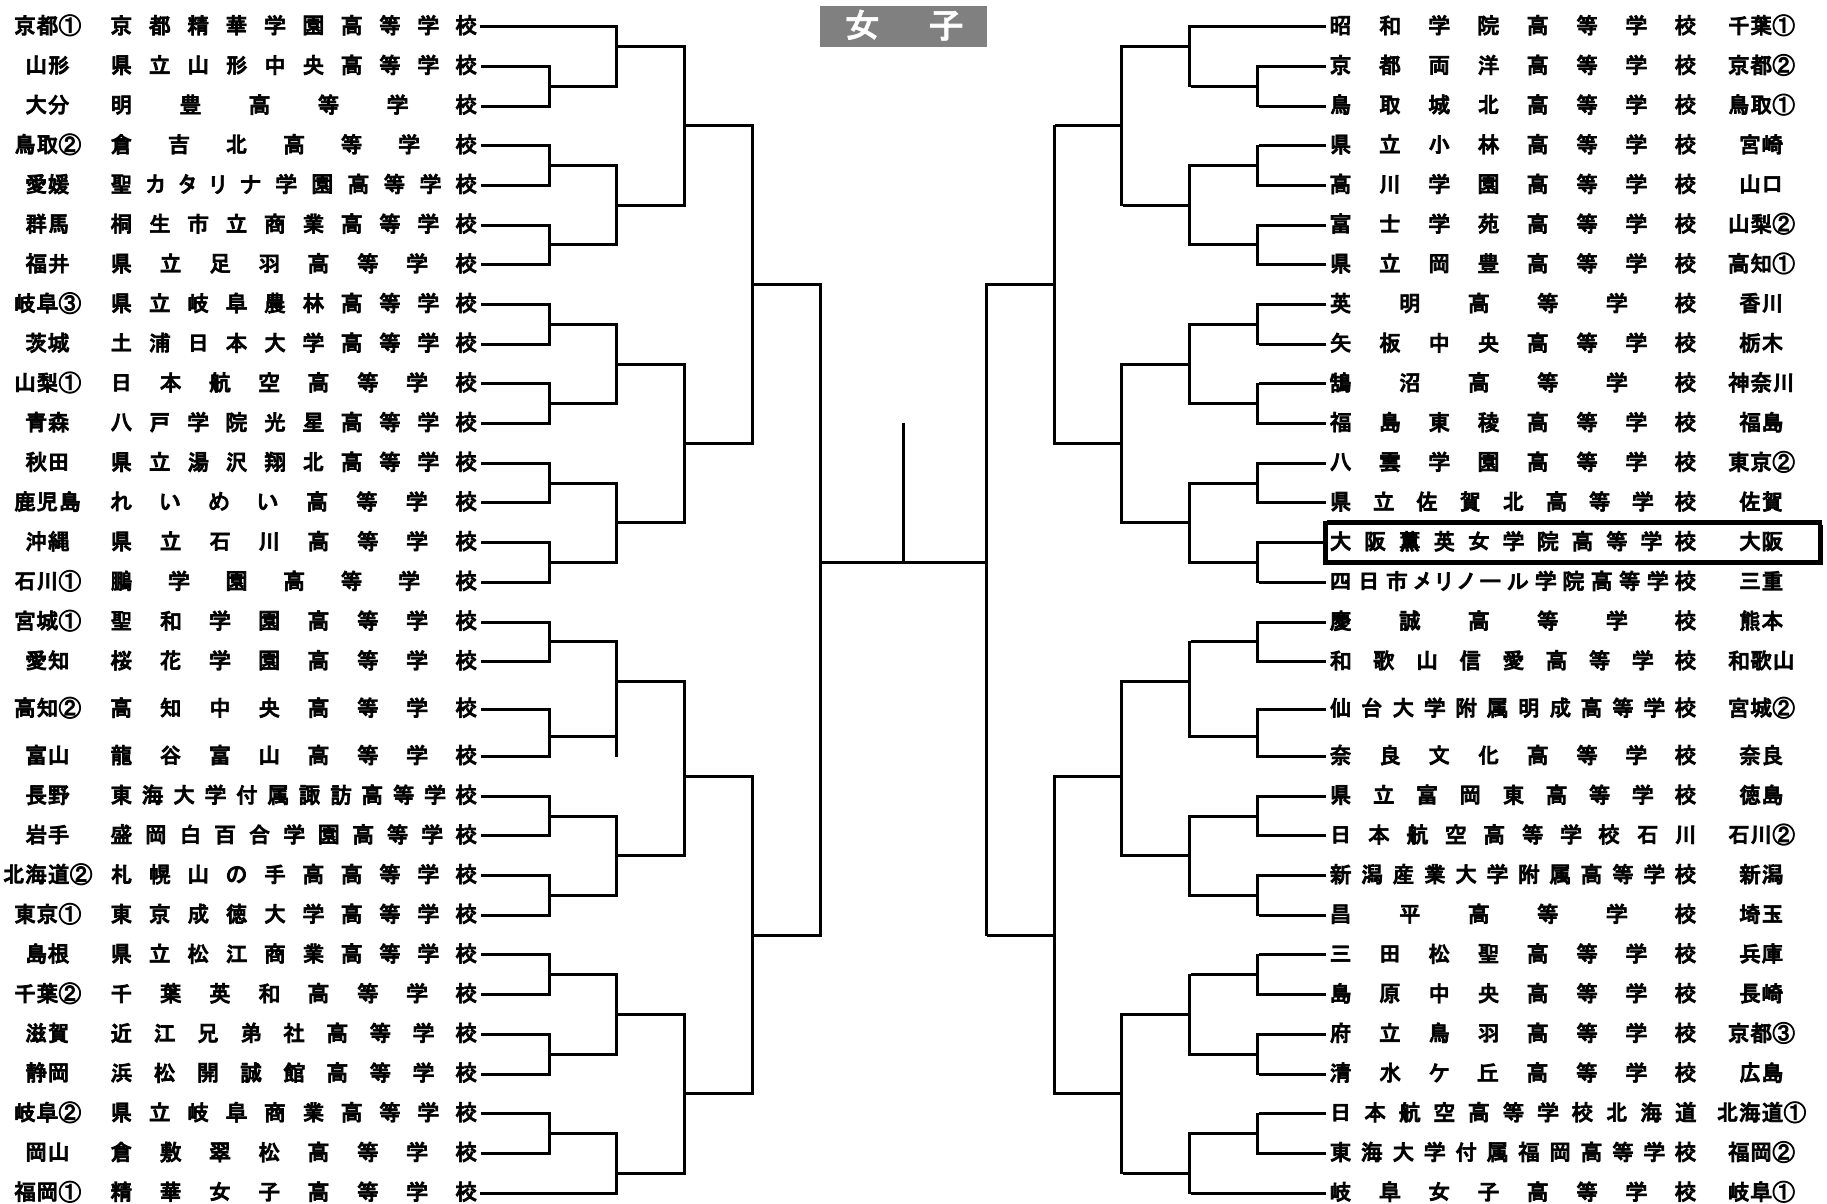 女 子
京都① 京都精華学園高等学校
山形 県立山形中央高等学校
大分 明豊高等学校
鳥取② 倉吉北高等学校
愛媛 聖カタリナ学園高等学校
群馬 桐生市立商業高等学校
福井 県立足羽高等学校
岐阜③ 県立岐阜農林高等学校
茨城 土浦日本大学高等学校
山梨① 日本航空高等学校
青森 八戸学院光星高等学校
秋田 県立湯沢翔北高等学校
鹿児島 れいめい高等学校
沖縄 県立石川高等学校
石川① 鵬学園高等学校
宮城① 聖和学園高等学校
愛知 桜花学園高等学校
高知② 高知中央高等学校
富山 龍谷富山高等学校
長野 東海大学付属諏訪高等学校
岩手 盛岡白百合学園高等学校
北海道② 札幌山の手高高等学校
東京① 東京成徳大学高等学校
島根 県立松江商業高等学校
千葉② 千葉英和高等学校
滋賀 近江兄弟社高等学校
静岡 浜松開誠館高等学校
岐阜② 県立岐阜商業高等学校
岡山 倉敷翠松高等学校
福岡① 精華女子高等学校
昭和学院高等学校 千葉①
京都両洋高等学校 京都②
鳥取城北高等学校 鳥取①
県立小林高等学校 宮崎
高川学園高等学校 山口
富士学苑高等学校 山梨②
県立岡豊高等学校 高知①
英明高等学校 香川
矢板中央高等学校 栃木
鵠沼高等学校 神奈川
福島東稜高等学校 福島
八雲学園高等学校 東京②
県立佐賀北高等学校 佐賀
大阪薫英女学院高等学校 大阪
四日市メリノール学院高等学校 三重
慶誠高等学校 熊本
和歌山信愛高等学校 和歌山
仙台大学附属明成高等学校 宮城②
奈良文化高等学校 奈良
県立富岡東高等学校 徳島
日本航空高等学校石川 石川②
新潟産業大学附属高等学校 新潟
昌平高等学校 埼玉
三田松聖高等学校 兵庫
島原中央高等学校 長崎
府立鳥羽高等学校 京都③
清水ケ丘高等学校 広島
日本航空高等学校北海道 北海道①
東海大学付属福岡高等学校 福岡②
岐阜女子高等学校 岐阜①